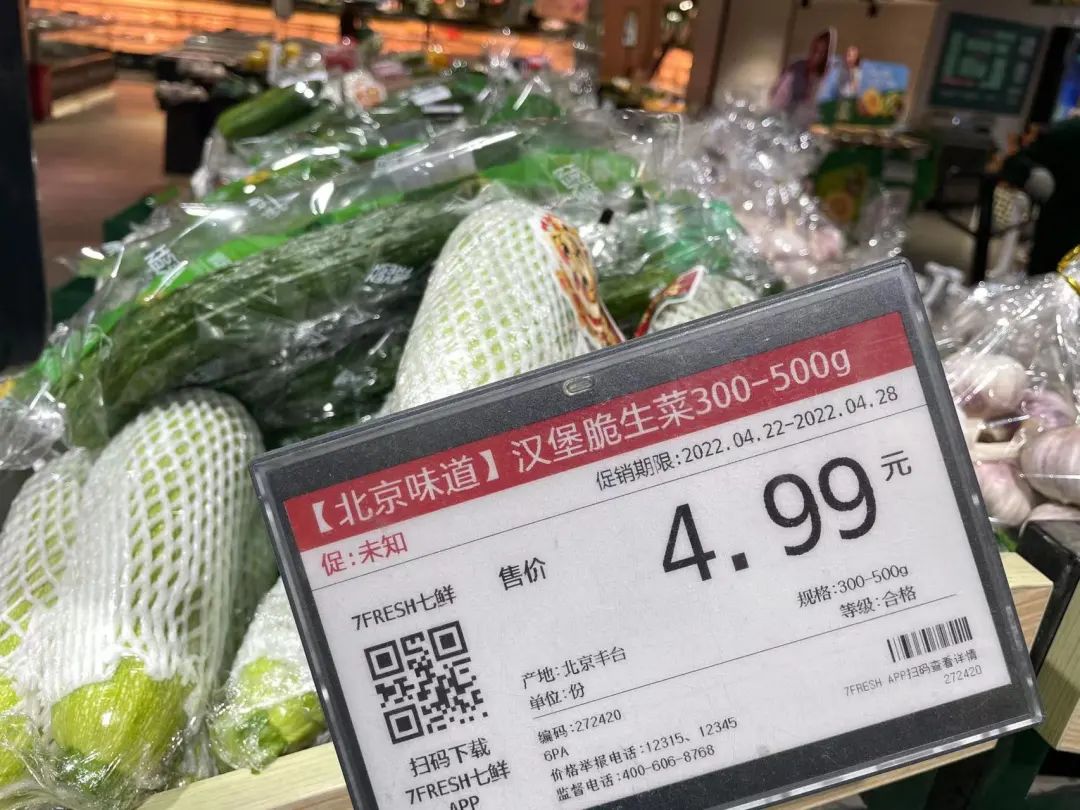 【北京味道】汉堡脆生菜300-500g
促:未知
促销期限:2022.04.22-2022.04.28
售价
4.99元
7FRESH七鲜
规格:300-500g
等级:合格
产地:北京丰台
单位:份
编码:272420
6PA
价格举报电话:12315、12345
监督电话:400-606-8768
7FRESH APP扫码查看详情
272420
扫码下载
7FRESH七鲜
APP